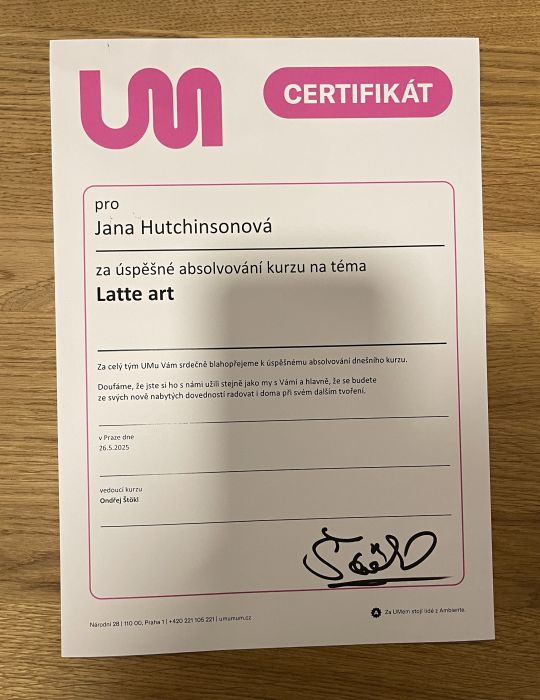 UM
CERTIFIKÁT
pro
Jana Hutchinsonová
za úspěšné absolvování kurzu na téma
Latte art
Za celý tým UMu Vám srdečně blahopřejeme k úspěšnému absolvování dnešního kurzu.
Doufáme, že jste si ho s námi užili stejně jako my s Vámi a hlavně, že se budete
ze svých nově nabytých dovedností radovat i doma při svém dalším tvoření.
v Praze dne
26.5.2025
vedoucí kurzu
Ondřej Štökl
Štökl
Národní 28 | 110 00, Praha 1 | +420 221 105 221 | umumum.cz
A Za UMem stojí lidé z Ambiente.